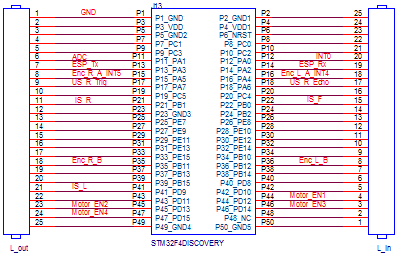 J13
1 GND P1 P1_GND P2_GND1 P2 25
2 P3 P3_VDD P4_VDD1 P4 24
3 P5 P5_GND2 P6_NRST P6 23
4 P7 P7_PC1 P8_PC0 P8 22
5 P9 P9_PC3 P10_PC2 P10 21
6 ADC P11 P11_PA1 P12_PA0 P12 INT0 20
7 ESP_Tx P13 P13_PA3 P14_PA2 P14 ESP_Rx 19
8 Enc_R_A_INT5 P15 P15_PA5 P16_PA4 P16 Enc_L_A_INT4 18
9 US_R_Trig P17 P17_PA7 P18_PA6 P18 US_R_Echo 17
10 P19 P19_PC5 P20_PC4 P20 16
11 IS_R P21 P21_PB1 P22_PB0 P22 IS_F 15
12 P23 P23_GND3 P24_PB2 P24 14
13 P25 P25_PE7 P26_PE8 P26 13
14 P27 P27_PE9 P28_PE10 P28 12
15 P29 P29_PE11 P30_PE12 P30 11
16 P31 P31_PE13 P32_PE14 P32 10
17 P33 P33_PE15 P34_PB10 P34 9
18 Enc_R_B P35 P35_PB11 P36_PB12 P36 Enc_L_B 8
19 P37 P37_PB13 P38_PB14 P38 7
20 P39 P39_PB15 P40_PD8 P40 6
21 IS_L P41 P41_PD9 P42_PD10 P42 5
22 P43 P43_PD11 P44_PD12 P44 Motor_EN1 4
23 Motor_EN2 P45 P45_PD13 P46_PD14 P46 Motor_EN3 3
24 Motor_EN4 P47 P47_PD15 P48_NC P48 2
25 P49 P49_GND4 P50_GND5 P50 1
L_out STM32F4DISCOVERY L_in